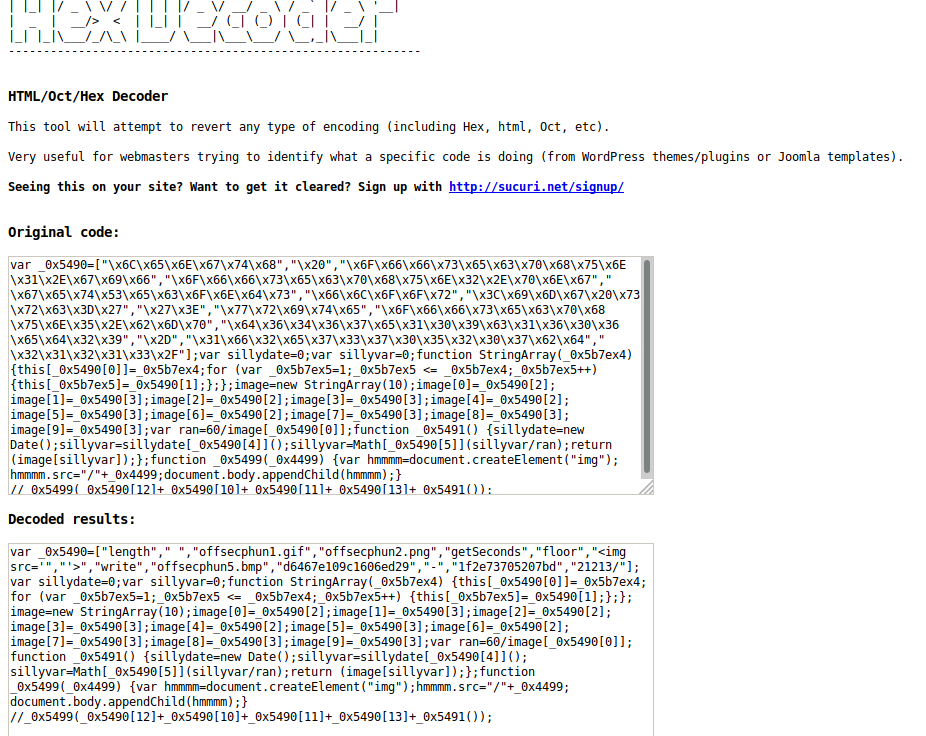 | |_| |/ _ \ \/ / | | | |/ _ \/ __/ _ \ / _` |/ _ \ '__|
|  _  |  __/>  <  | |_| |  __/ (_| (_) | (_| |  __/ |
|_| |_|\___/_/\_\ |____/ \___|\___\___/ \__,_|\___|_|
-----------------------------------------------------------
HTML/Oct/Hex Decoder
This tool will attempt to revert any type of encoding (including Hex, html, Oct, etc).
Very useful for webmasters trying to identify what a specific code is doing (from WordPress themes/plugins or Joomla templates).
Seeing this on your site? Want to get it cleared? Sign up with http://sucuri.net/signup/
Original code:
var _0x5490=["\x6C\x65\x6E\x67\x74\x68","\x20","\x6F\x66\x66\x73\x65\x63\x70\x68\x75\x6E
\x31\x2E\x67\x69\x66","\x6F\x66\x66\x73\x65\x63\x70\x68\x75\x6E\x32\x2E\x70\x6E\x67","
\x67\x65\x74\x53\x65\x63\x6F\x6E\x64\x73","\x66\x6C\x6F\x6F\x72","\x3C\x69\x6D\x67\x20\x73
\x72\x63\x3D\x27","\x27\x3E","\x77\x72\x69\x74\x65","\x6F\x66\x66\x73\x65\x63\x70\x68
\x75\x6E\x35\x2E\x62\x6D\x70","\x64\x36\x34\x36\x37\x65\x31\x30\x39\x63\x31\x36\x30\x36
\x65\x64\x32\x39","\x2D","\x31\x66\x32\x65\x37\x33\x37\x30\x35\x32\x30\x37\x62\x64","
\x32\x31\x32\x31\x33\x2F"];var sillydate=0;var sillyvar=0;function StringArray(_0x5b7ex4)
{this[_0x5490[0]]=_0x5b7ex4;for (var _0x5b7ex5=1;_0x5b7ex5 <= _0x5b7ex4;_0x5b7ex5++)
{this[_0x5b7ex5]=_0x5490[1];};};image=new StringArray(10);image[0]=_0x5490[2];
image[1]=_0x5490[3];image[2]=_0x5490[2];image[3]=_0x5490[3];image[4]=_0x5490[2];
image[5]=_0x5490[3];image[6]=_0x5490[2];image[7]=_0x5490[3];image[8]=_0x5490[3];
image[9]=_0x5490[3];var ran=60/image[_0x5490[0]];function _0x5491() {sillydate=new
Date();sillyvar=sillydate[_0x5490[4]]();sillyvar=Math[_0x5490[5]](sillyvar/ran);return
(image[sillyvar]);};function _0x5499(_0x4499) {var hmmmm=document.createElement("img");
hmmmm.src="/"+_0x4499;document.body.appendChild(hmmmm);}
//_0x5499(_0x5490[12]+_0x5490[10]+_0x5490[11]+_0x5490[13]+_0x5491());
Decoded results:
var _0x5490=["length"," ","offsecphun1.gif","offsecphun2.png","getSeconds","floor","<img
src='","'>","write","offsecphun5.bmp","d6467e109c1606ed29","-","1f2e73705207bd","21213/"];
var sillydate=0;var sillyvar=0;function StringArray(_0x5b7ex4) {this[_0x5490[0]]=_0x5b7ex4;
for (var _0x5b7ex5=1;_0x5b7ex5 <= _0x5b7ex4;_0x5b7ex5++) {this[_0x5b7ex5]=_0x5490[1];};};
image=new StringArray(10);image[0]=_0x5490[2];image[1]=_0x5490[3];image[2]=_0x5490[2];
image[3]=_0x5490[3];image[4]=_0x5490[2];image[5]=_0x5490[3];image[6]=_0x5490[2];
image[7]=_0x5490[3];image[8]=_0x5490[3];image[9]=_0x5490[3];var ran=60/image[_0x5490[0]];
function _0x5491() {sillydate=new Date();sillyvar=sillydate[_0x5490[4]]();
sillyvar=Math[_0x5490[5]](sillyvar/ran);return (image[sillyvar]);};function
_0x5499(_0x4499) {var hmmmm=document.createElement("img");hmmmm.src="/"+_0x4499;
document.body.appendChild(hmmmm);}
//_0x5499(_0x5490[12]+_0x5490[10]+_0x5490[11]+_0x5490[13]+_0x5491());